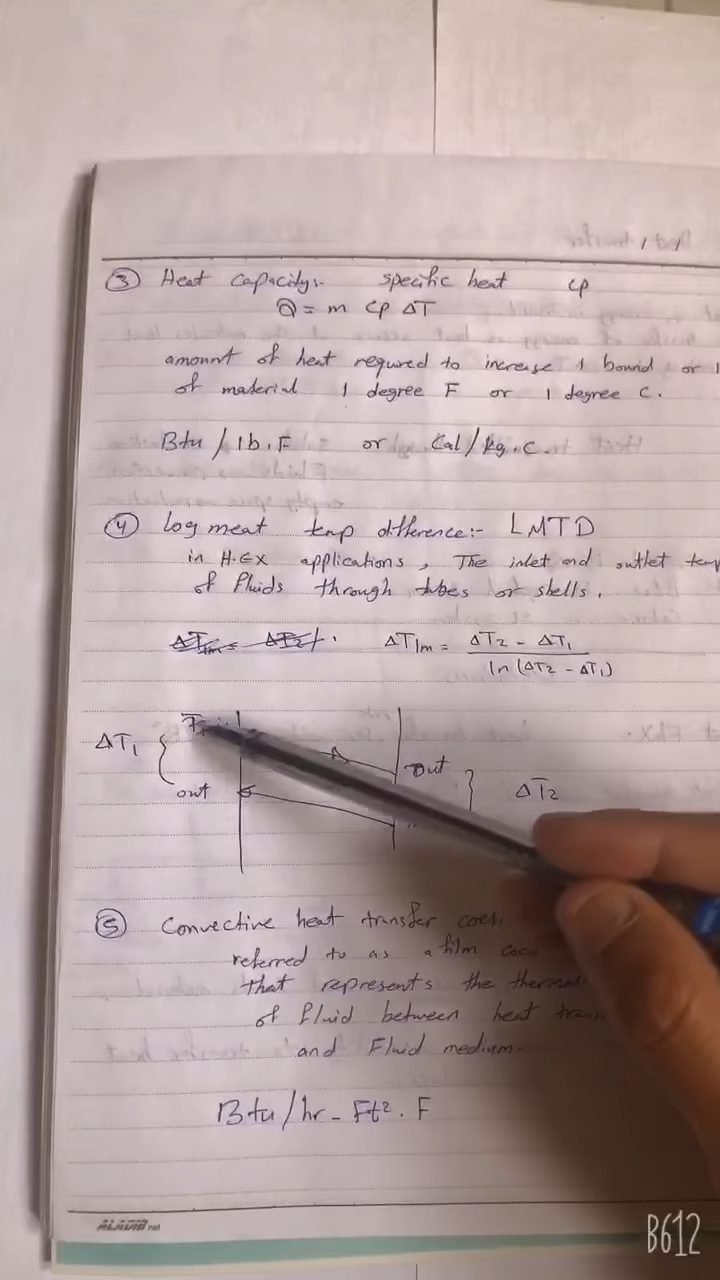 ③ Heat capacity:- specific heat cp
Q = m cp ΔT
amount of heat required to increase 1 bound or 1
of material 1 degree F or 1 degree C.
Btu / lb.F or Cal/kg.C.
④ log meat temp difference:- LMTD
in H.EX applications, The inlet and outlet temp
of Fluids through tubes or shells.
ΔTlm = ΔT2 - ΔT1
ln (ΔT2 - ΔT1)
ΔT1
out
out
ΔT2
⑤ Convective heat transfer coef
referred to as a film
that represents the thermal
of fluid between heat trans
and Fluid medium.
Btu/hr - Ft². F
B612